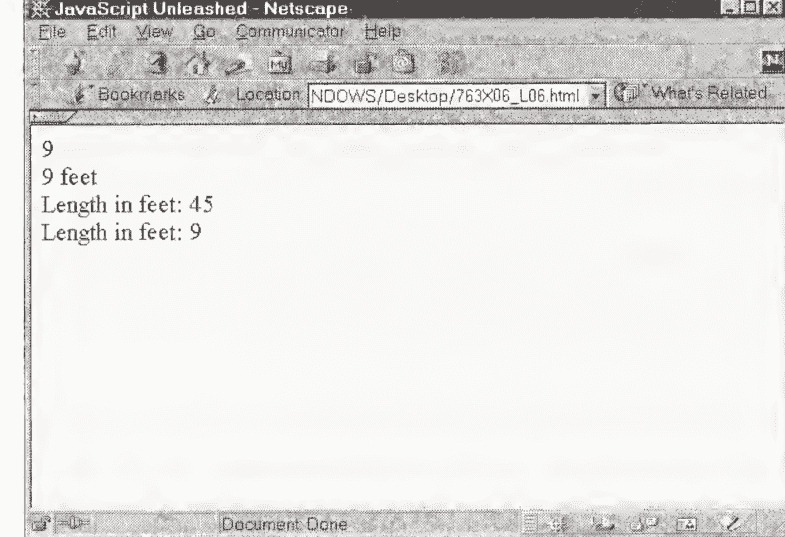 JavaScript Unleashed - Netscape
File Edit View Go Communicator Help
My
N
Bookmarks Location: NDOWS/Desktop/763X06_L06.html What's Related
9
9 feet
Length in feet: 45
Length in feet: 9
Document: Done